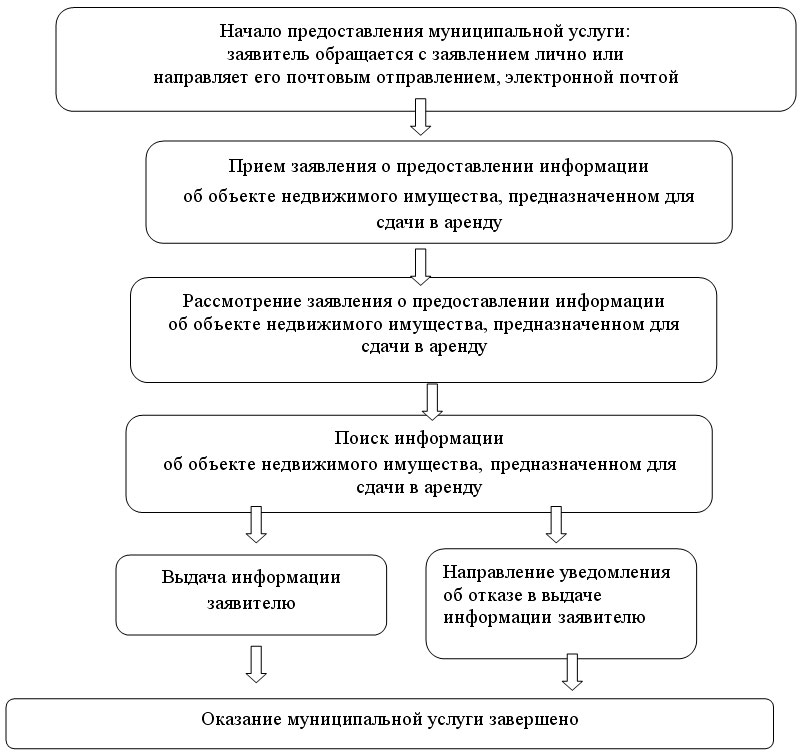 Начало предоставления муниципальной услуги:
заявитель обращается с заявлением лично или
направляет его почтовым отправлением, электронной почтой
Прием заявления о предоставлении информации
об объекте недвижимого имущества, предназначенном для
сдачи в аренду
Рассмотрение заявления о предоставлении информации
об объекте недвижимого имущества, предназначенном для
сдачи в аренду
Поиск информации
об объекте недвижимого имущества, предназначенном для
сдачи в аренду
Выдача информации
заявителю
Направление уведомления
об отказе в выдаче
информации заявителю
Оказание муниципальной услуги завершено